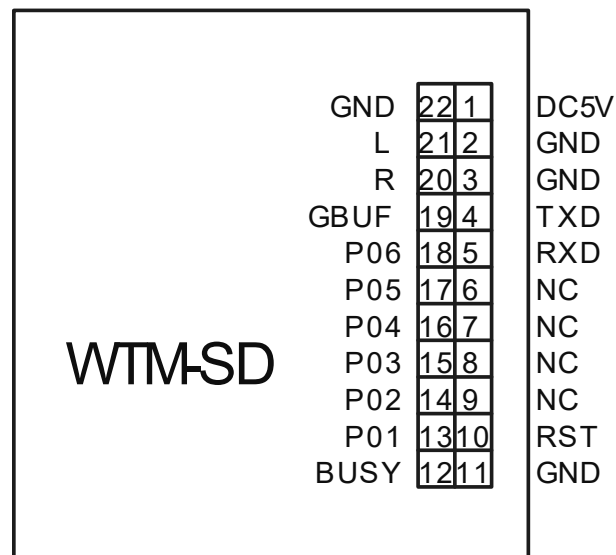 GND 22 1 DC5V
L 21 2 GND
R 20 3 GND
GBUF 19 4 TXD
P06 18 5 RXD
P05 17 6 NC
P04 16 7 NC
P03 15 8 NC
P02 14 9 NC
P01 13 10 RST
BUSY 12 11 GND
WTM-SD